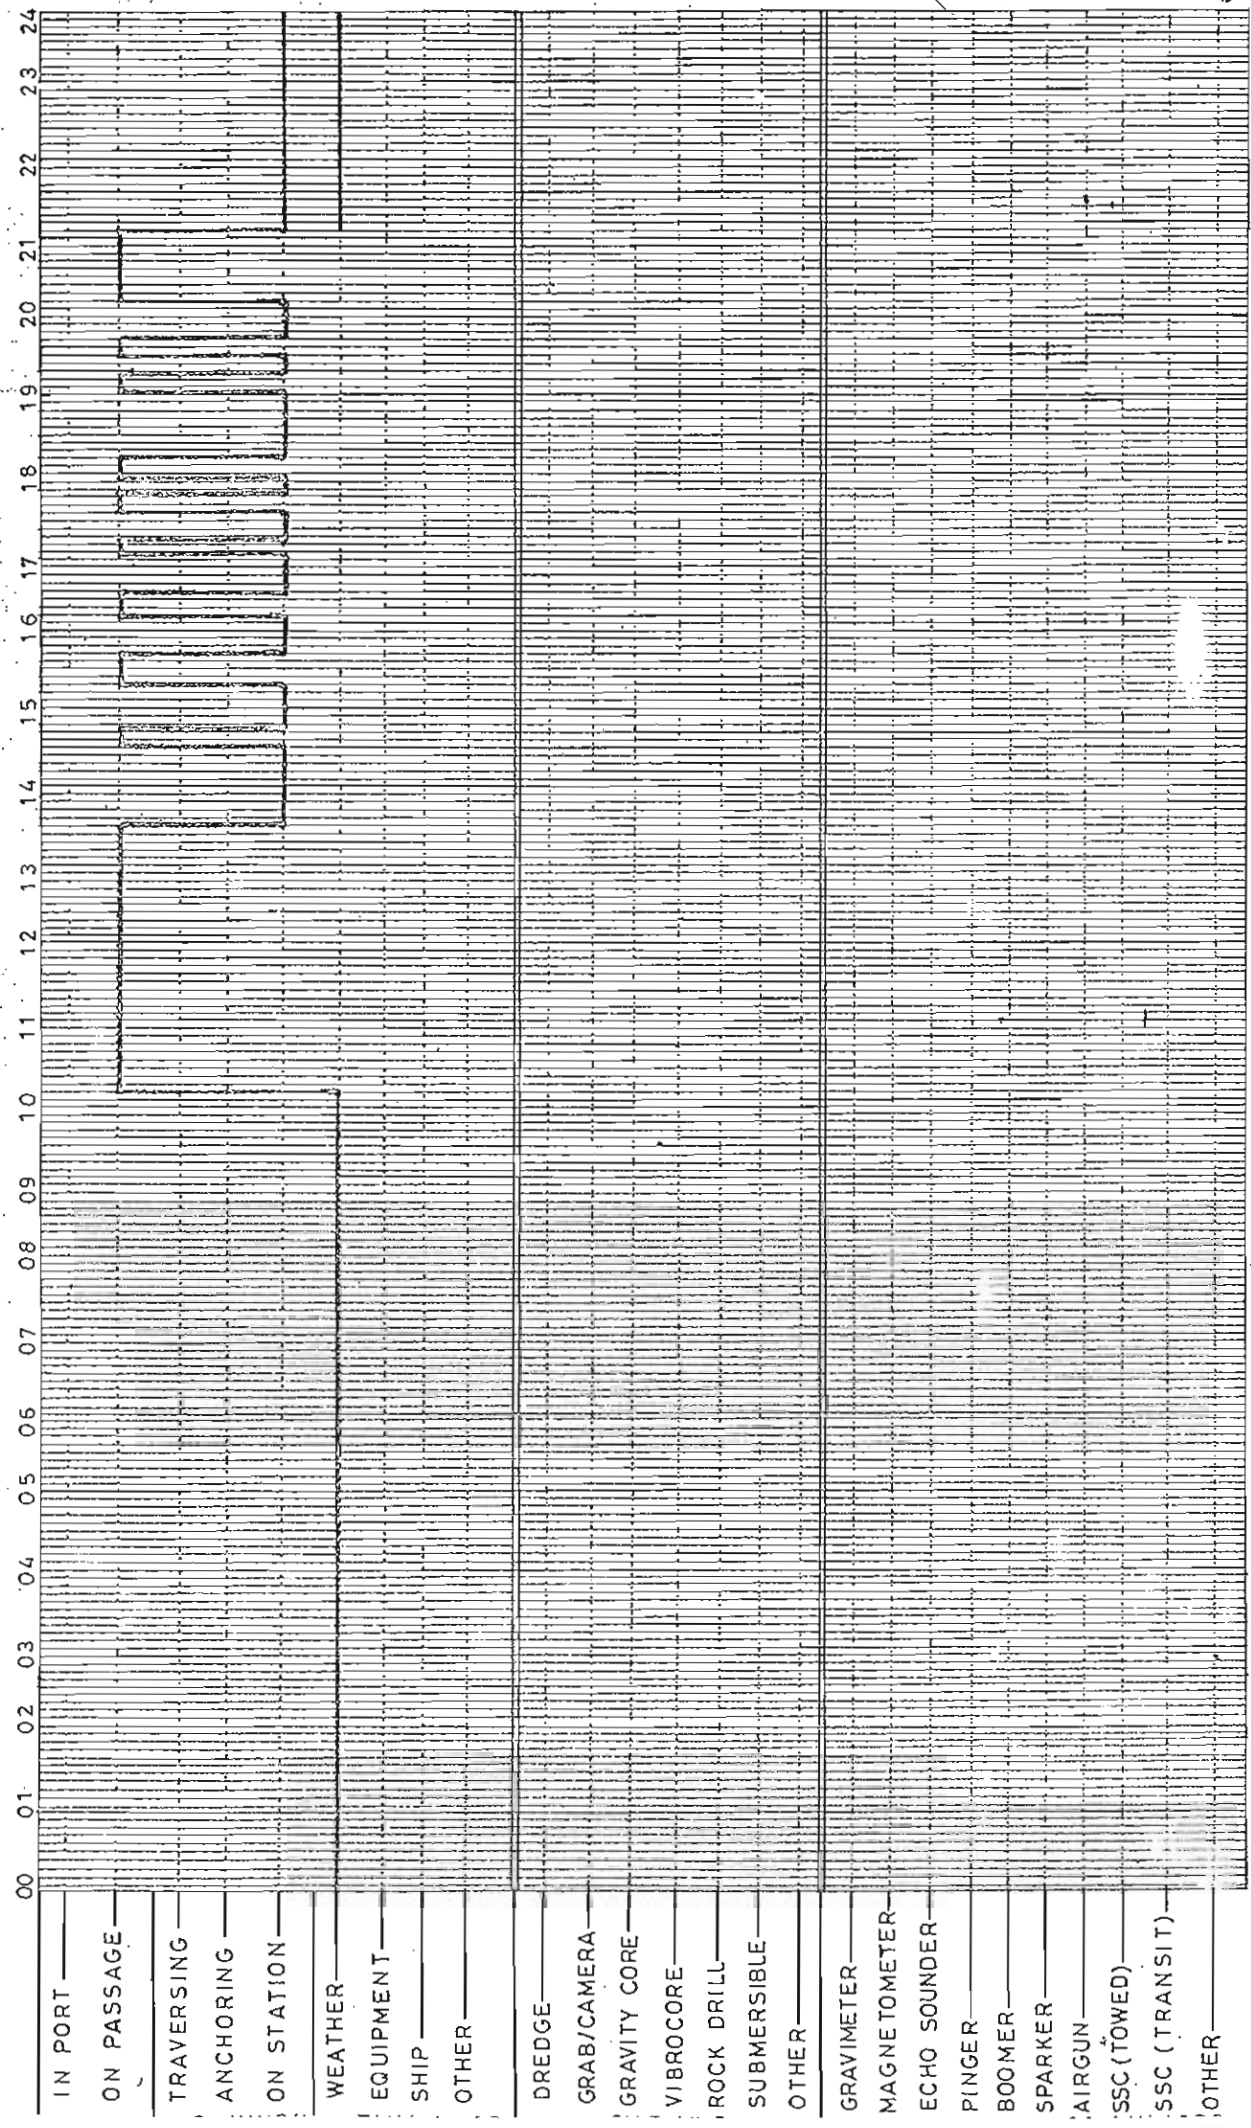 00 01 02 03 04 05 06 07 08 09 10 11 12 13 14 15 16 17 18 19 20 21 22 23 24
IN PORT
ON PASSAGE
TRAVERSING
ANCHORING
ON STATION
WEATHER
EQUIPMENT
SHIP
OTHER
DREDGE
GRAB/CAMERA
GRAVITY CORE
VIBROCORE
ROCK DRILL
SUBMERSIBLE
OTHER
GRAVIMETER
MAGNETOMETER
ECHO SOUNDER
PINGER
BOOMER
SPARKER
AIRGUN
SSC (TOWED)
SSC (TRANSIT)
OTHER